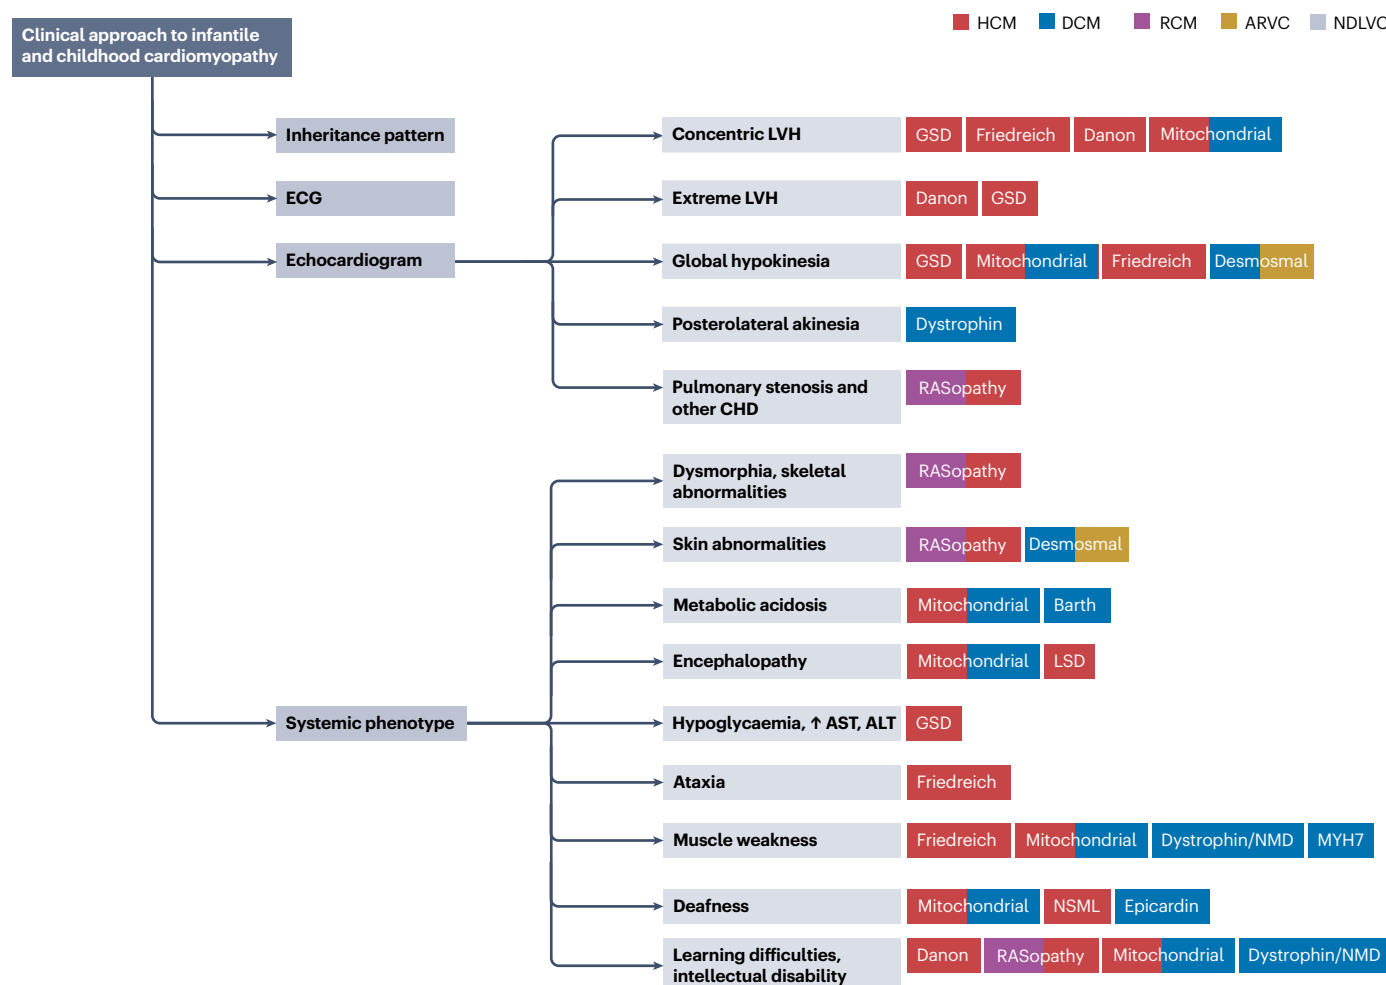 Clinical approach to infantile
and childhood cardiomyopathy
HCM DCM RCM ARVC NDLVC
Inheritance pattern
ECG
Echocardiogram
Concentric LVH GSD Friedreich Danon Mitochondrial
Extreme LVH Danon GSD
Global hypokinesia GSD Mitochondrial Friedreich Desmosmal
Posterolateral akinesia Dystrophin
Pulmonary stenosis and
other CHD
RASopathy
Dysmorphia, skeletal
abnormalities
RASopathy
Skin abnormalities RASopathy Desmosmal
Metabolic acidosis Mitochondrial Barth
Encephalopathy Mitochondrial LSD
Systemic phenotype
Hypoglycaemia, ↑ AST, ALT GSD
Ataxia Friedreich
Muscle weakness Friedreich Mitochondrial Dystrophin/NMD MYH7
Deafness Mitochondrial NSML Epicardin
Learning difficulties,
intellectual disability
Danon RASopathy Mitochondrial Dystrophin/NMD